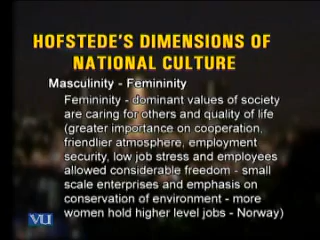 HOFSTEDE'S DIMENSIONS OF
NATIONAL CULTURE
Masculinity - Femininity
Femininity - dominant values of society
are caring for others and quality of life
(greater importance on cooperation,
friendlier atmosphere, employment
security, low job stress and employees
allowed considerable freedom - small
scale enterprises and emphasis on
conservation of environment - more
women hold higher level jobs - Norway)
VU